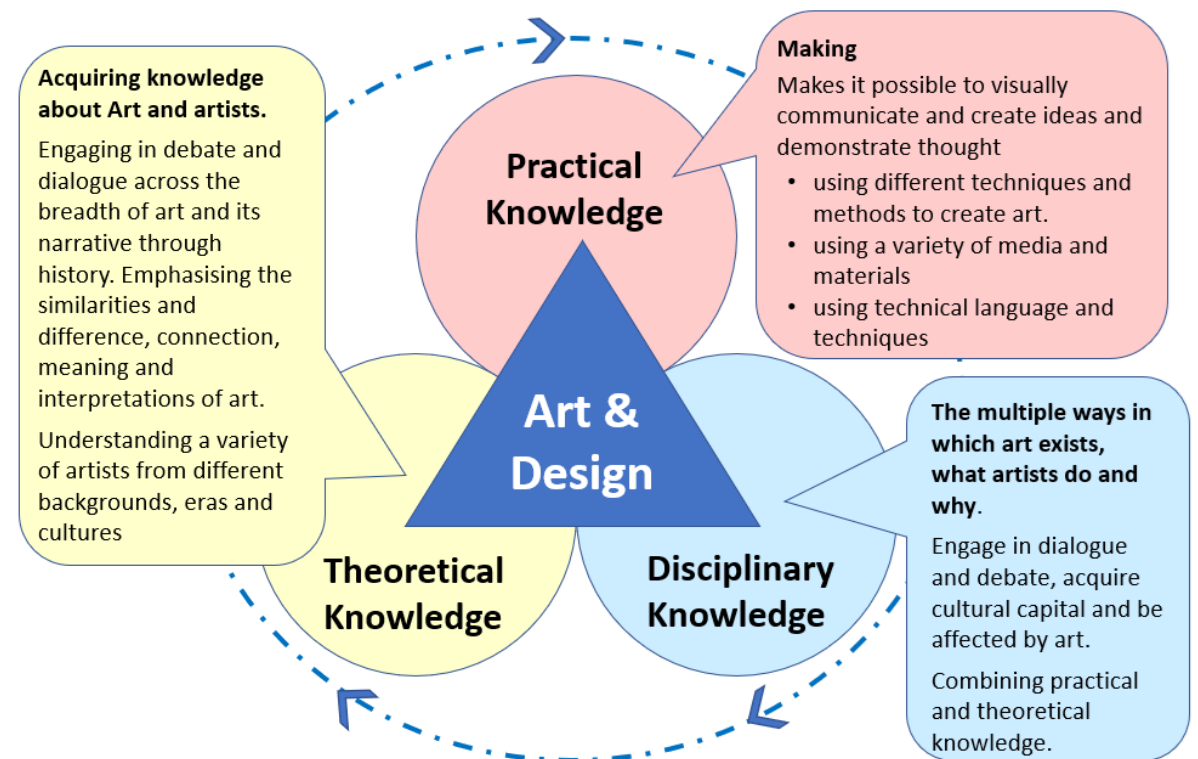 Acquiring knowledge
about Art and artists.
Engaging in debate and
dialogue across the
breadth of art and its
narrative through
history. Emphasising the
similarities and
difference, connection,
meaning and
interpretations of art.
Understanding a variety
of artists from different
backgrounds, eras and
cultures
Practical
Knowledge
Making
Makes it possible to visually
communicate and create ideas and
demonstrate thought
• using different techniques and
methods to create art.
• using a variety of media and
materials
• using technical language and
techniques
Art &
Design
Theoretical
Knowledge
Disciplinary
Knowledge
The multiple ways in
which art exists,
what artists do and
why.
Engage in dialogue
and debate, acquire
cultural capital and be
affected by art.
Combining practical
and theoretical
knowledge.